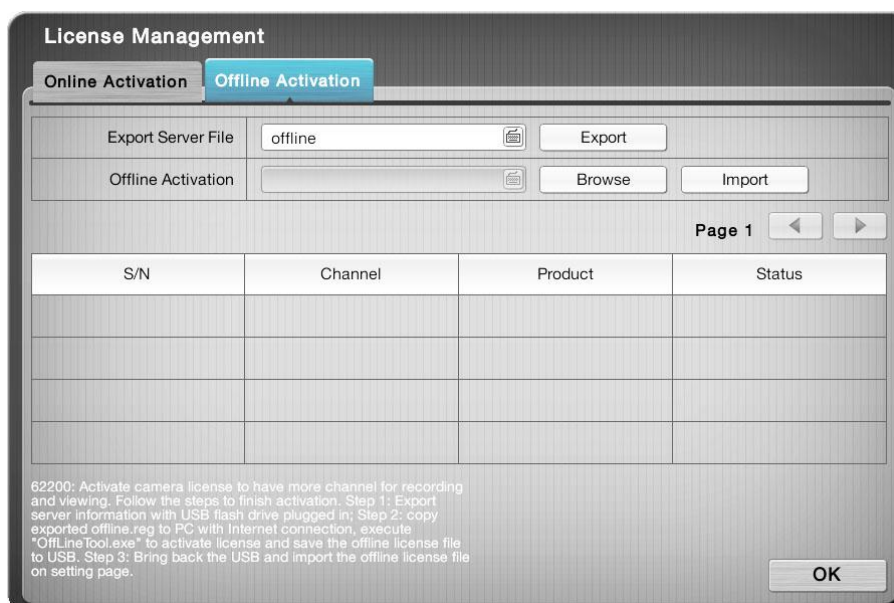 License Management
Online Activation
Offline Activation
Export Server File
offline
Export
Offline Activation
Browse
Import
Page 1
S/N
Channel
Product
Status
62200: Activate camera license to have more channel for recording
and viewing. Follow the steps to finish activation. Step 1: Export
server information with USB flash drive plugged in; Step 2: copy
exported offline.reg to PC with Internet connection, execute
"OffLineTool.exe" to activate license and save the offline license file
to USB. Step 3: Bring back the USB and import the offline license file
on setting page.
OK